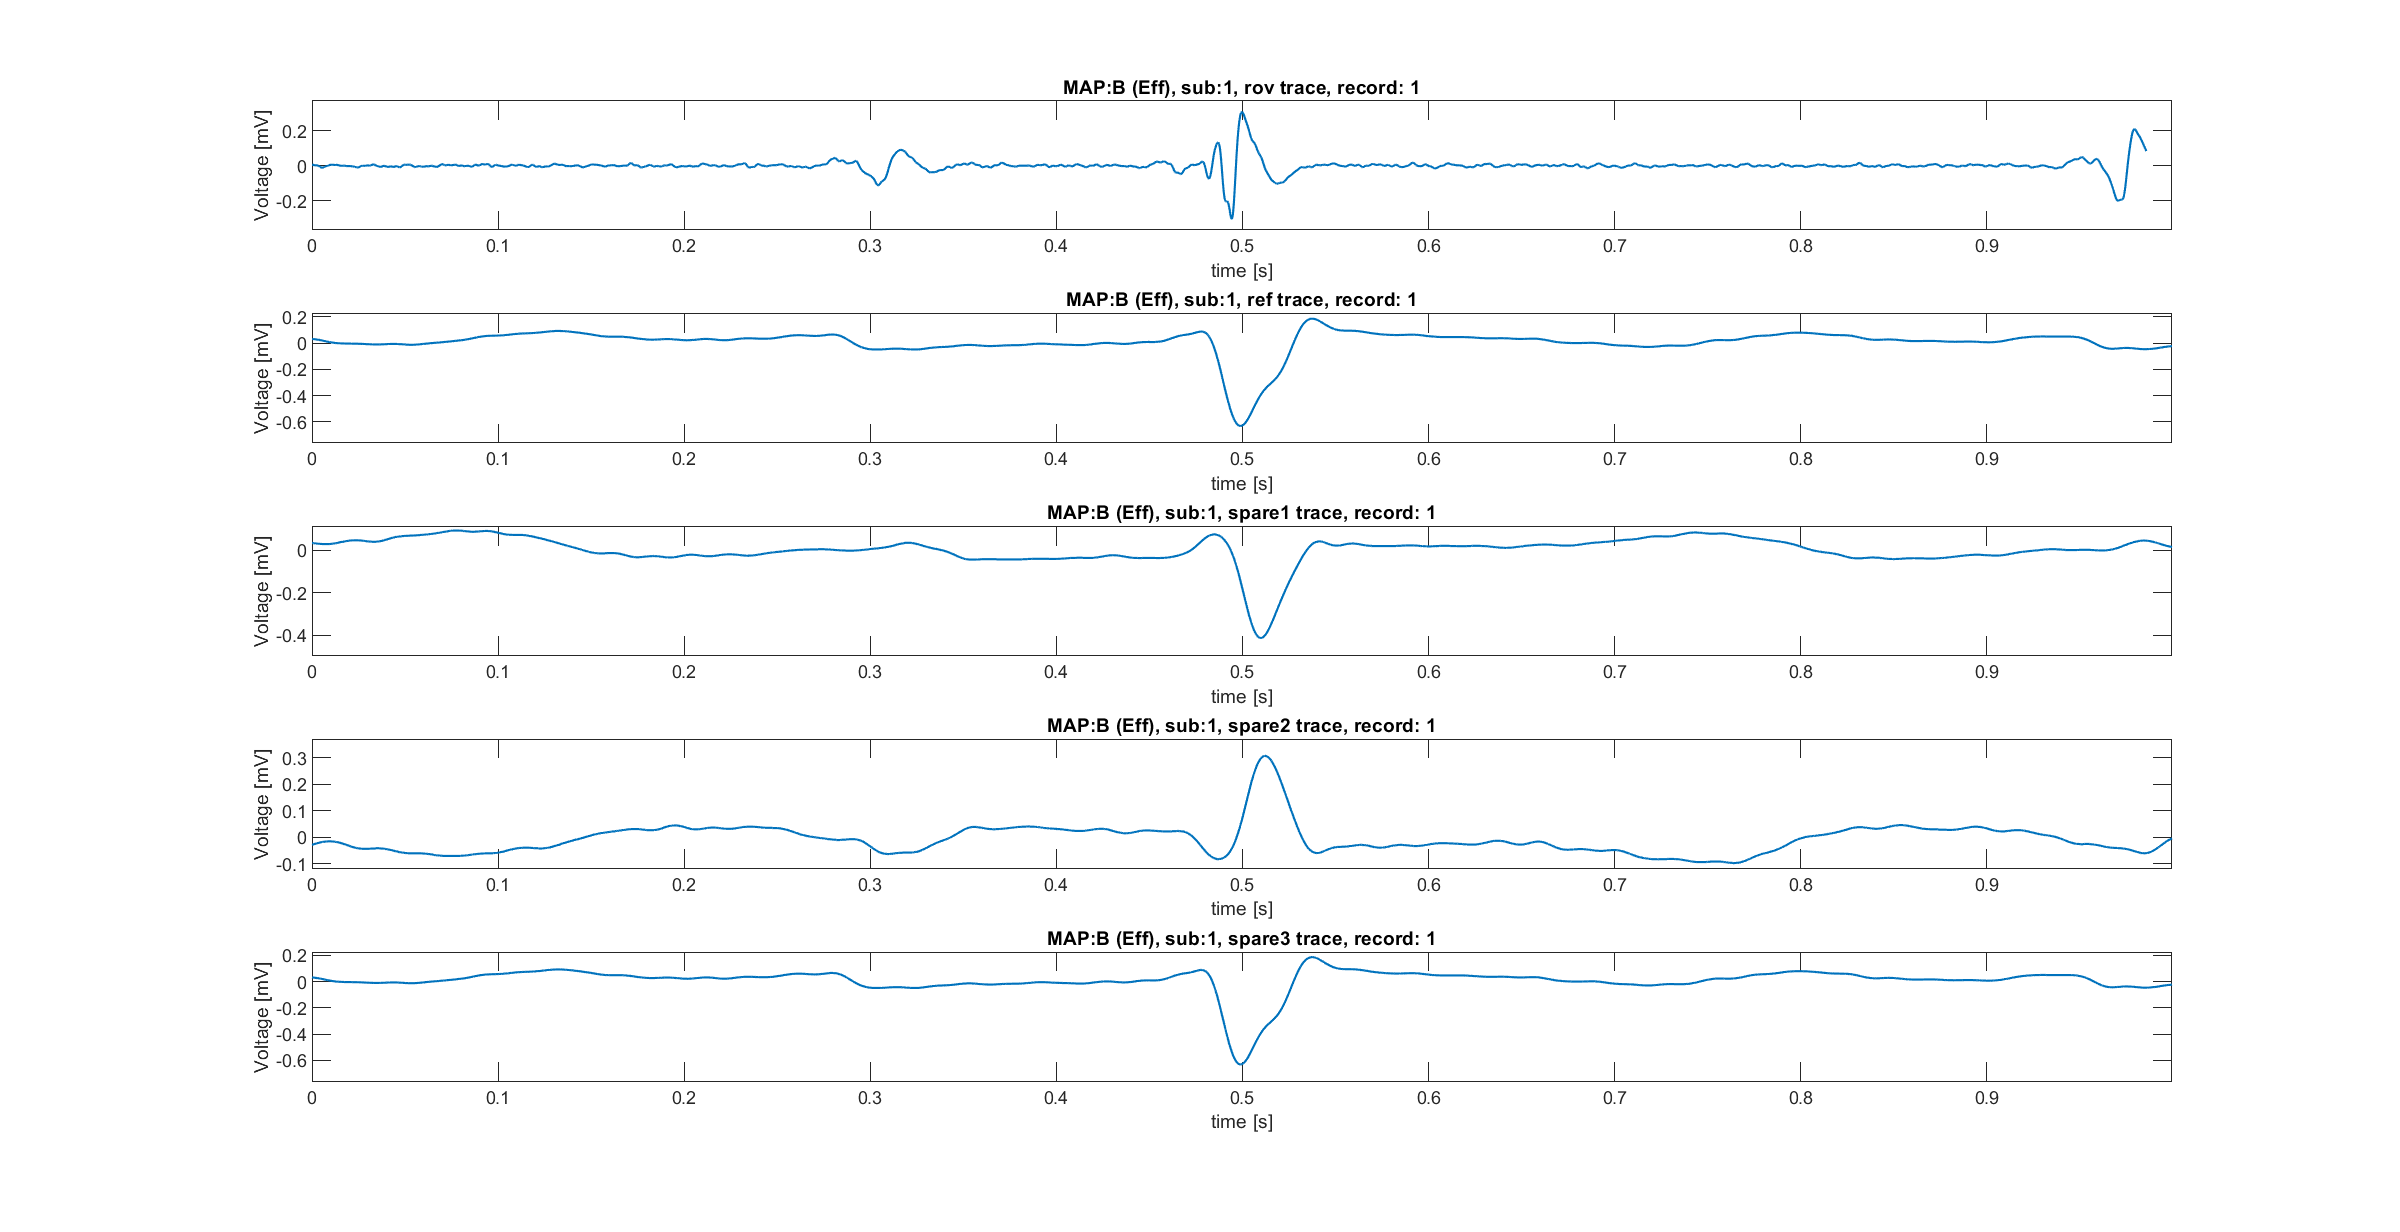 MAP:B (Eff), sub:1, rov trace, record: 1
Voltage [mV]
0.2
0
-0.2
0 0.1 0.2 0.3 0.4 0.5 0.6 0.7 0.8 0.9
time [s]
MAP:B (Eff), sub:1, ref trace, record: 1
Voltage [mV]
0.2
0
-0.2
-0.4
-0.6
0 0.1 0.2 0.3 0.4 0.5 0.6 0.7 0.8 0.9
time [s]
MAP:B (Eff), sub:1, spare1 trace, record: 1
Voltage [mV]
0
-0.2
-0.4
0 0.1 0.2 0.3 0.4 0.5 0.6 0.7 0.8 0.9
time [s]
MAP:B (Eff), sub:1, spare2 trace, record: 1
Voltage [mV]
0.3
0.2
0.1
0
-0.1
0 0.1 0.2 0.3 0.4 0.5 0.6 0.7 0.8 0.9
time [s]
MAP:B (Eff), sub:1, spare3 trace, record: 1
Voltage [mV]
0.2
0
-0.2
-0.4
-0.6
0 0.1 0.2 0.3 0.4 0.5 0.6 0.7 0.8 0.9
time [s]